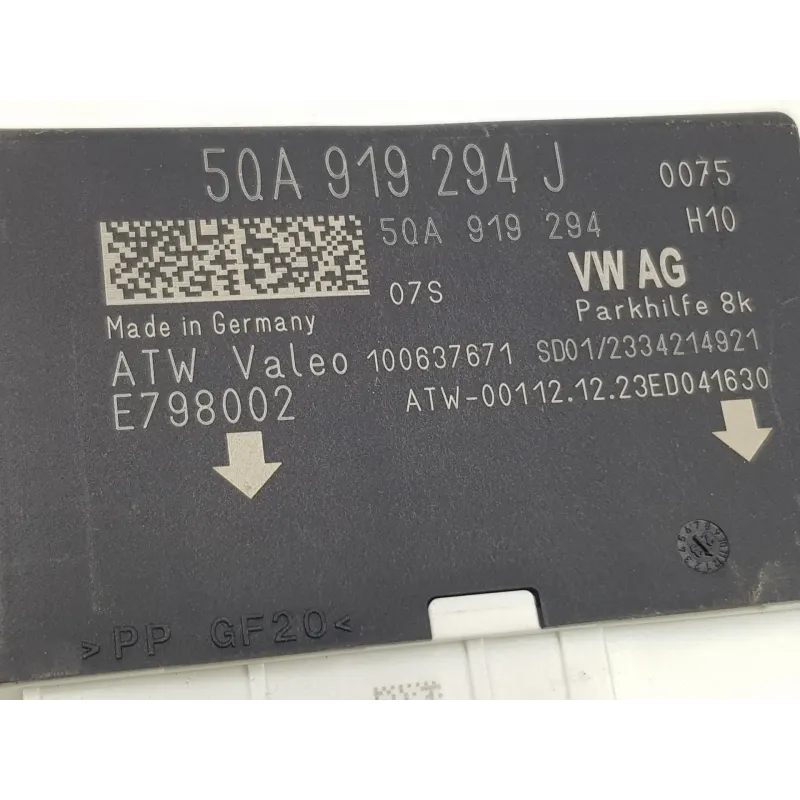 5QA 919 294 J 0075
5QA 919 294 H10
07S VW AG
Parkhilfe 8k
Made in Germany
ATW Valeo 100637671 SD01/2334214921
E798002 ATW-00112.12.23ED041630
>PP GF20<